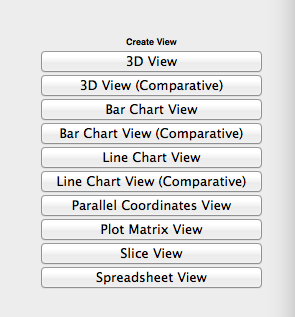 Create View
3D View
3D View (Comparative)
Bar Chart View
Bar Chart View (Comparative)
Line Chart View
Line Chart View (Comparative)
Parallel Coordinates View
Plot Matrix View
Slice View
Spreadsheet View